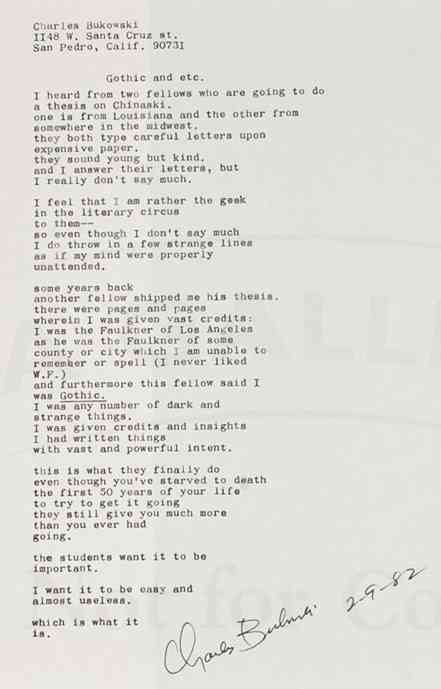 Charles Bukowski
II48 W. Santa Cruz st.
San Pedro, Calif. 9073I
Gothic and etc.
I heard from two fellows who are going to do
a thesis on Chinaski.
one is from Louisiana and the other from
somewhere in the midwest.
they both type careful letters upon
expensive paper.
they sound young but kind.
and I answer their letters, but
I really don't say much.
I feel that I am rather the geek
in the literary circus
to them--
so even though I don't say much
I do throw in a few strange lines
as if my mind were properly
unattended.
some years back
another fellow shipped me his thesis.
there were pages and pages
wherein I was given vast credits:
I was the Faulkner of Los Angeles
as he was the Faulkner of some
county or city which I am unable to
remember or spell (I never liked
W.F.)
and furthermore this fellow said I
was Gothic.
I was any number of dark and
strange things.
I was given credits and insights
I had written things
with vast and powerful intent.
this is what they finally do
even though you've starved to death
the first 50 years of your life
to try to get it going
they still give you much more
than you ever had
going.
the students want it to be
important.
I want it to be easy and
almost useless.
which is what it
is.
Charles Bukowski 2-9-82